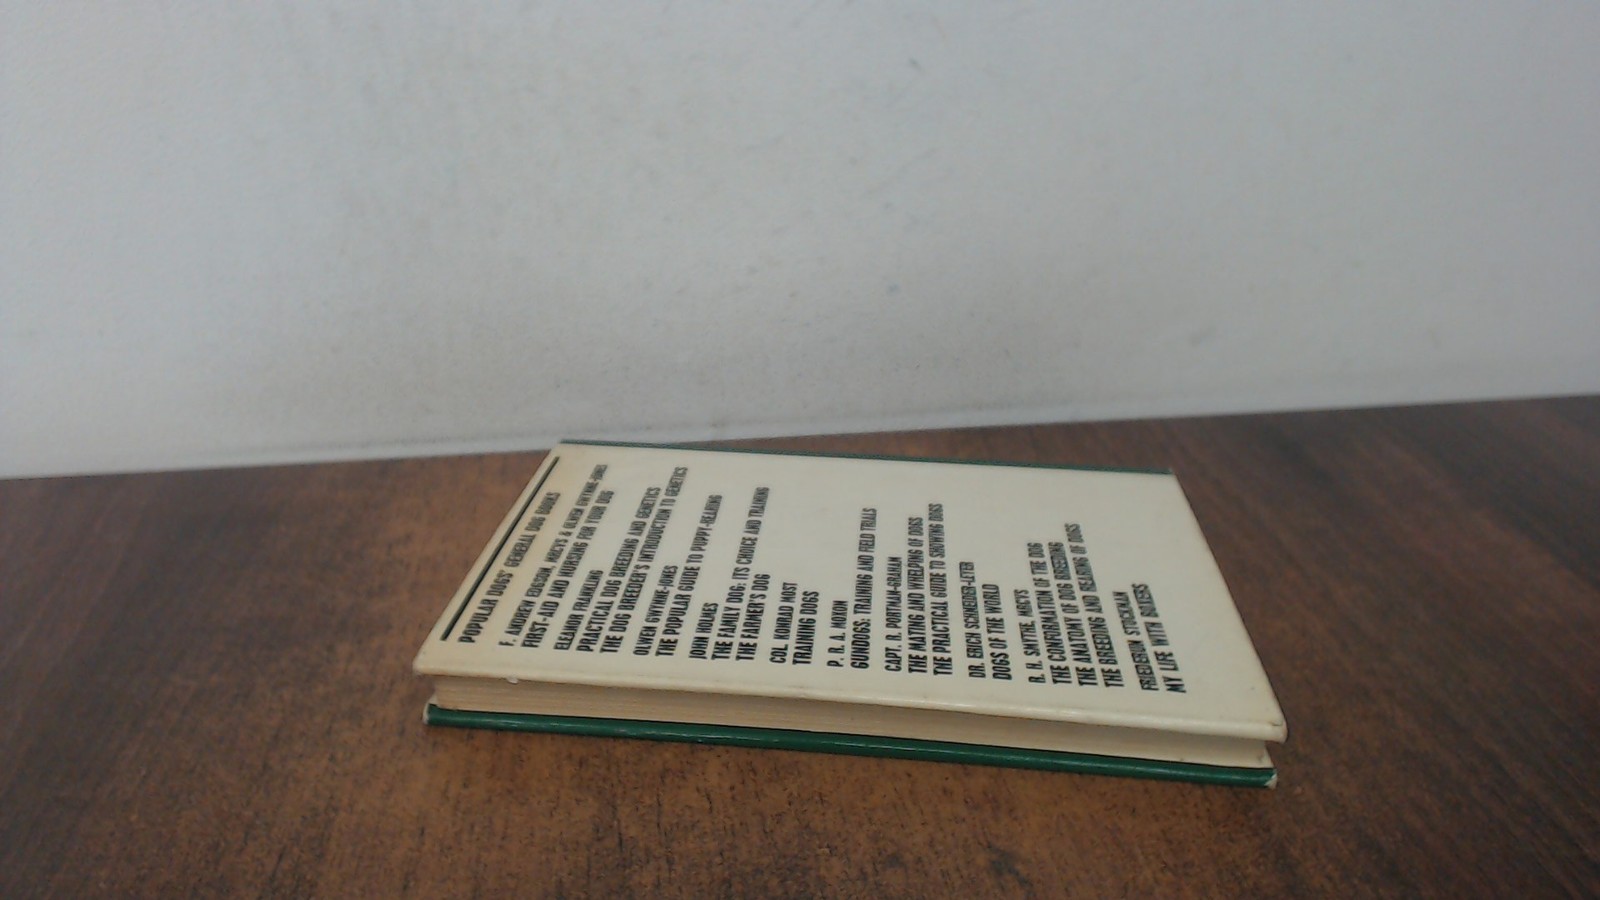 POPULAR DOGS' GENERAL DOG BOOKS
F. ANDREW EDGSON, MRCVS & OLWEN GWYNNE-JONES
FIRST-AID AND NURSING FOR YOUR DOG
ELEANOR FRANKLING
PRACTICAL DOG BREEDING AND GENETICS
THE DOG BREEDER'S INTRODUCTION TO GENETICS
OLWEN GWYNNE-JONES
THE POPULAR GUIDE TO PUPPY-REARING
JOHN HOLMES
THE FAMILY DOG: ITS CHOICE AND TRAINING
THE FARMER'S DOG
COL. KONRAD MOST
TRAINING DOGS
P. R. A. MOXON
GUNDOGS: TRAINING AND FIELD TRIALS
CAPT. R. PORTMAN-GRAHAM
THE MATING AND WHELPING OF DOGS
THE PRACTICAL GUIDE TO SHOWING DOGS
DR. ERICH SCHNEIDER-LEYER
DOGS OF THE WORLD
R. H. SMYTHE, MRCVS
THE CONFORMATION OF THE DOG
THE ANATOMY OF DOG BREEDING
THE BREEDING AND REARING OF DOGS
FRIEDERUN STOCKMAN
MY LIFE WITH BOXERS